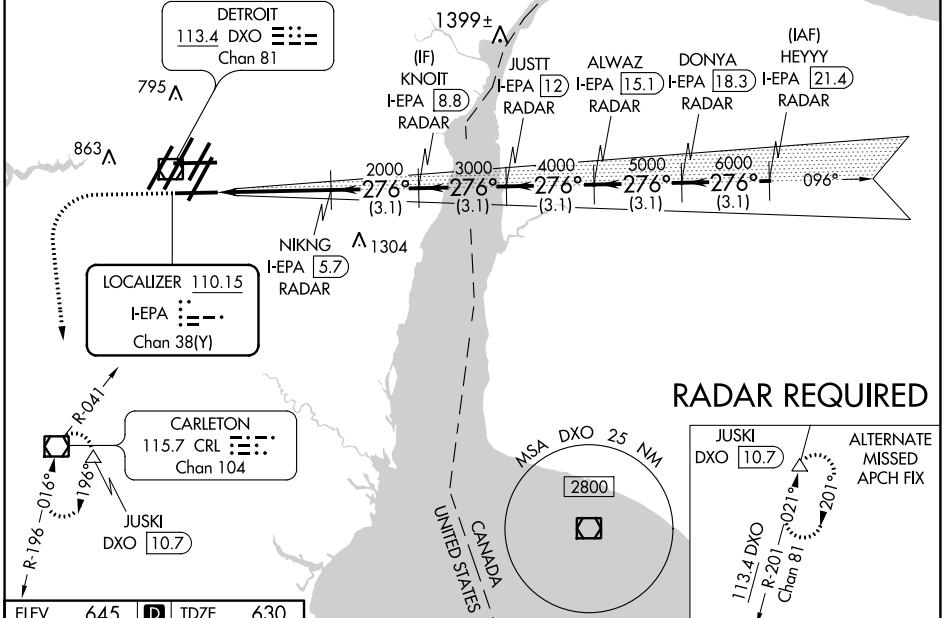 DETROIT
113.4 DXO
Chan 81
1399±
795
863
(IF)
KNOIT
I-EPA 8.8
RADAR
JUSTT
I-EPA 12
RADAR
ALWAZ
I-EPA 15.1
RADAR
DONYA
I-EPA 18.3
RADAR
(IAF)
HEYYY
I-EPA 21.4
RADAR
2000
3000
4000
5000
6000
276°
276°
276°
276°
276°
096°
(3.1)
(3.1)
(3.1)
(3.1)
(3.1)
NIKNG
I-EPA 5.7
RADAR
1304
LOCALIZER 110.15
I-EPA
Chan 38(Y)
R-041
CARLETON
115.7 CRL
Chan 104
016°
196°
R-196
JUSKI
DXO 10.7
MSA DXO 25 NM
2800
CANADA
UNITED STATES
RADAR REQUIRED
JUSKI
DXO 10.7
ALTERNATE
MISSED
APCH FIX
021°
201°
113.4 DXO
R-201
Chan 81
ELEV 645 D TDZE 630